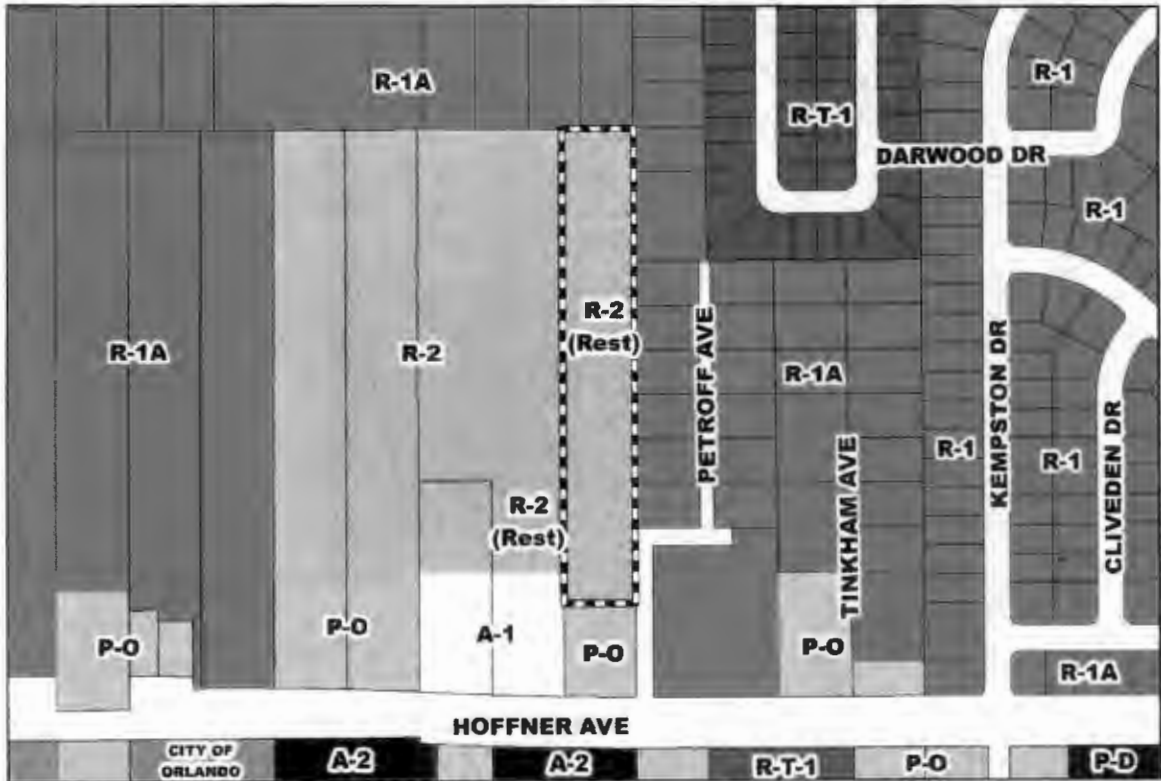 R-1A
R-T-1
R-1
DARWOOD DR
R-1
R-1A
R-2
R-2
(Rest)
PETROFF AVE
R-1A
TINKHAM AVE
R-1
KEMPSTON DR
R-1
CLIVEDEN DR
R-2
(Rest)
P-O
P-O
A-1
P-O
P-O
R-1A
HOFFNER AVE
CITY OF
ORLANDO
A-2
A-2
R-T-1
P-O
P-D